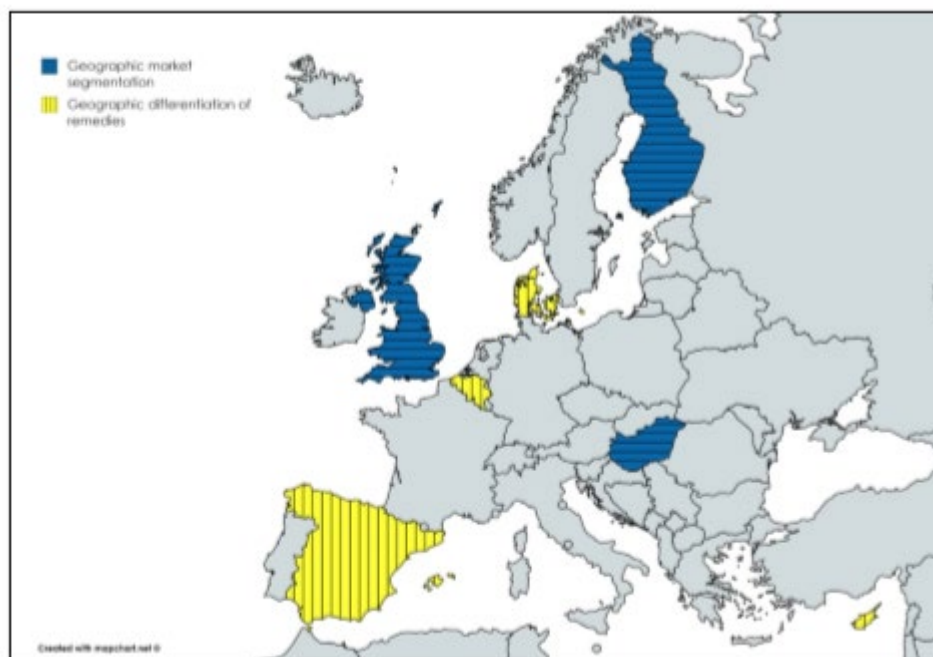 Geographic market
segmentation
Geographic differentiation of
remedies
Created with mapchart.net ©